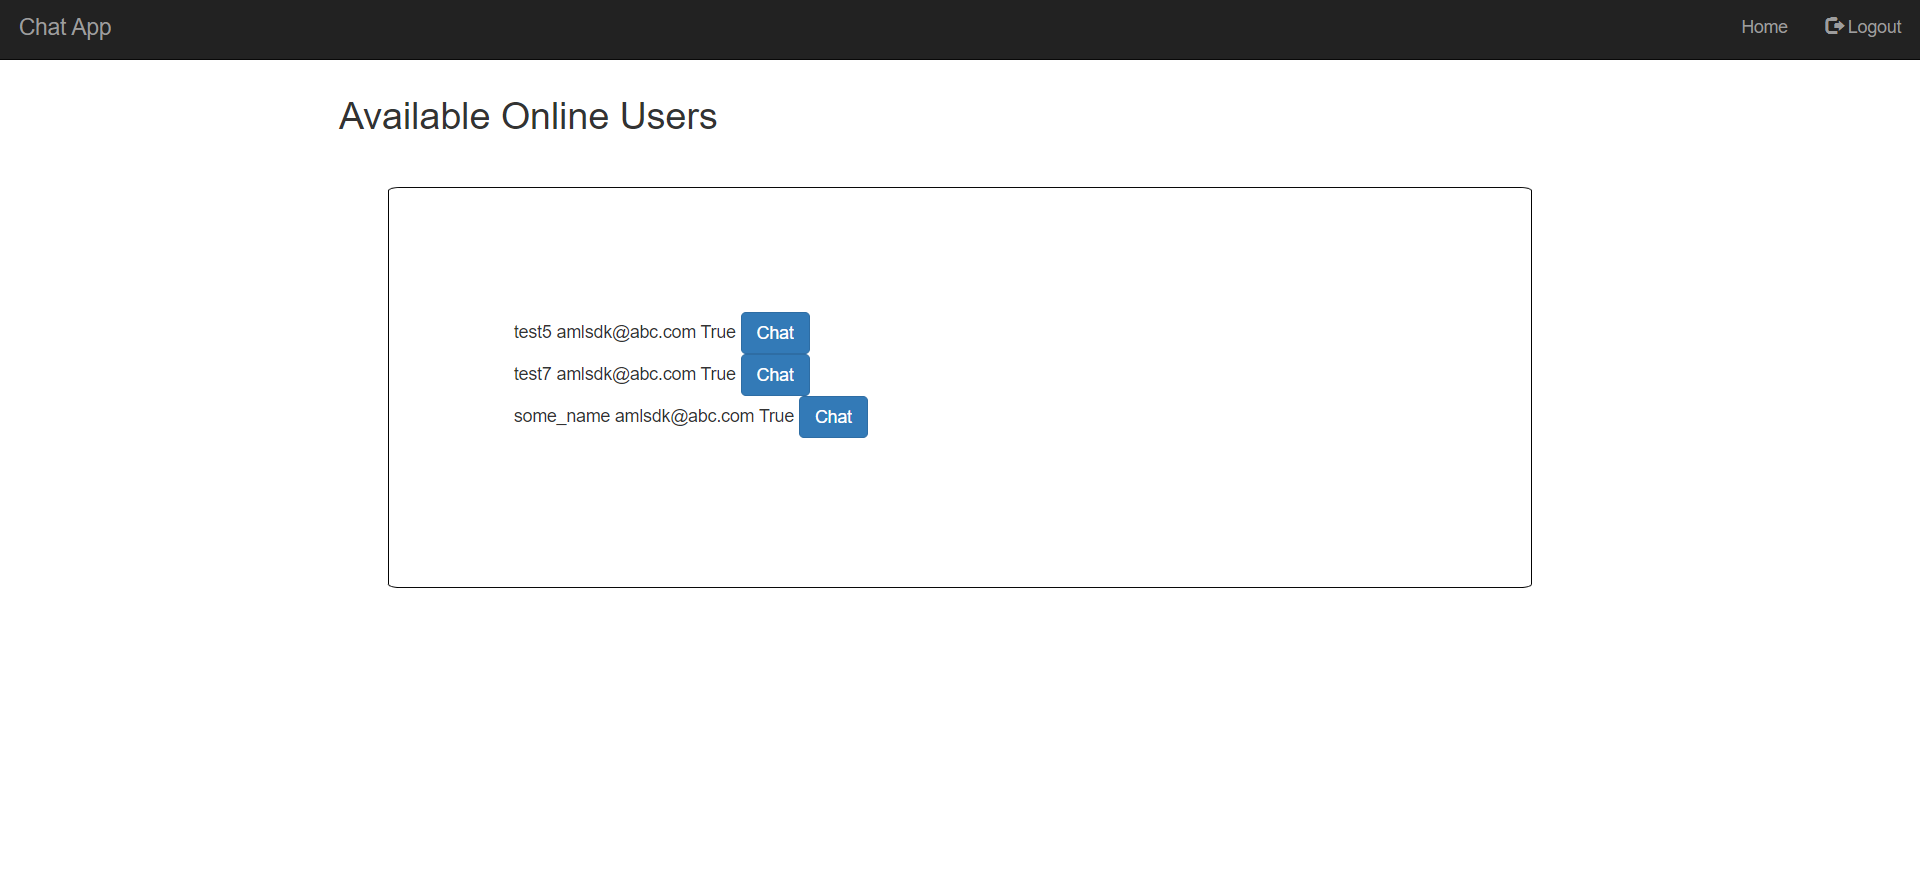 Chat App Home Logout
Available Online Users
test5 amlsdk@abc.com True Chat
test7 amlsdk@abc.com True Chat
some_name amlsdk@abc.com True Chat